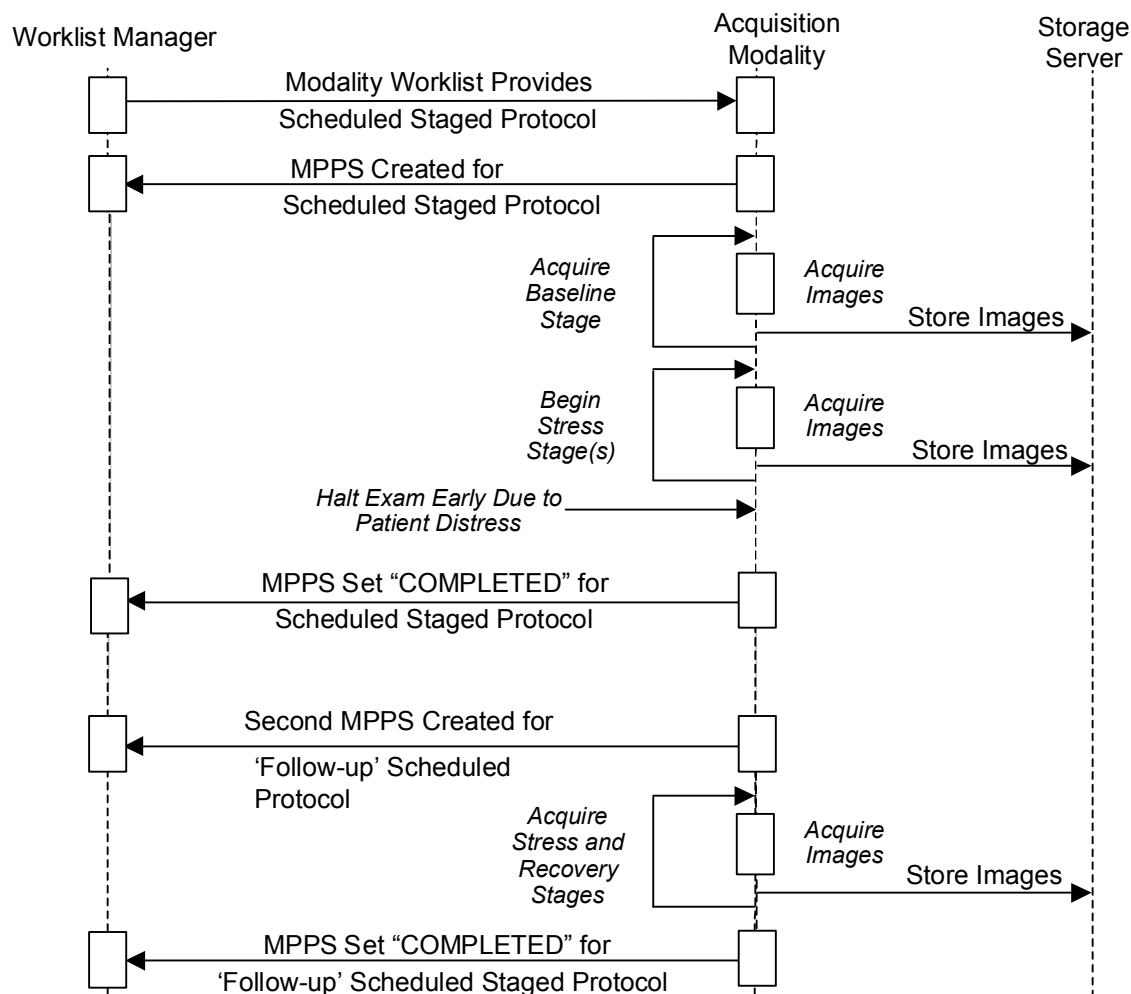 Worklist Manager
Acquisition
Modality
Storage
Server
Modality Worklist Provides
Scheduled Staged Protocol
MPPS Created for
Scheduled Staged Protocol
Acquire
Baseline
Stage
Acquire
Images
Store Images
Begin
Stress
Stage(s)
Acquire
Images
Store Images
Halt Exam Early Due to
Patient Distress
MPPS Set “COMPLETED” for
Scheduled Staged Protocol
Second MPPS Created for
‘Follow-up’ Scheduled
Protocol
Acquire
Stress and
Recovery
Stages
Acquire
Images
Store Images
MPPS Set “COMPLETED” for
‘Follow-up’ Scheduled Staged Protocol